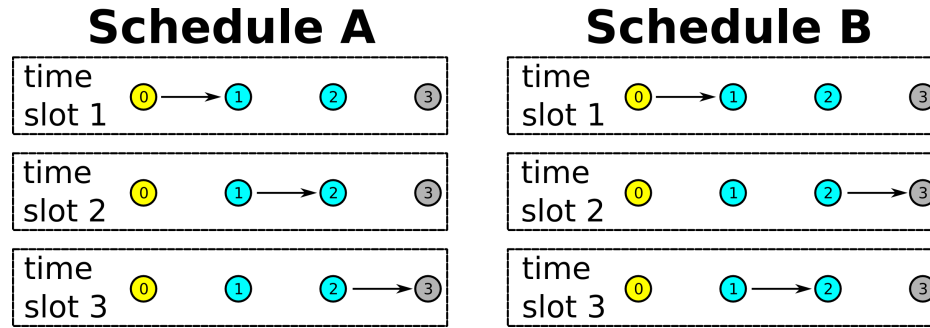 Schedule A
time
slot 1
0 1 2 3
time
slot 2
0 1 2 3
time
slot 3
0 1 2 3
Schedule B
time
slot 1
0 1 2 3
time
slot 2
0 1 2 3
time
slot 3
0 1 2 3